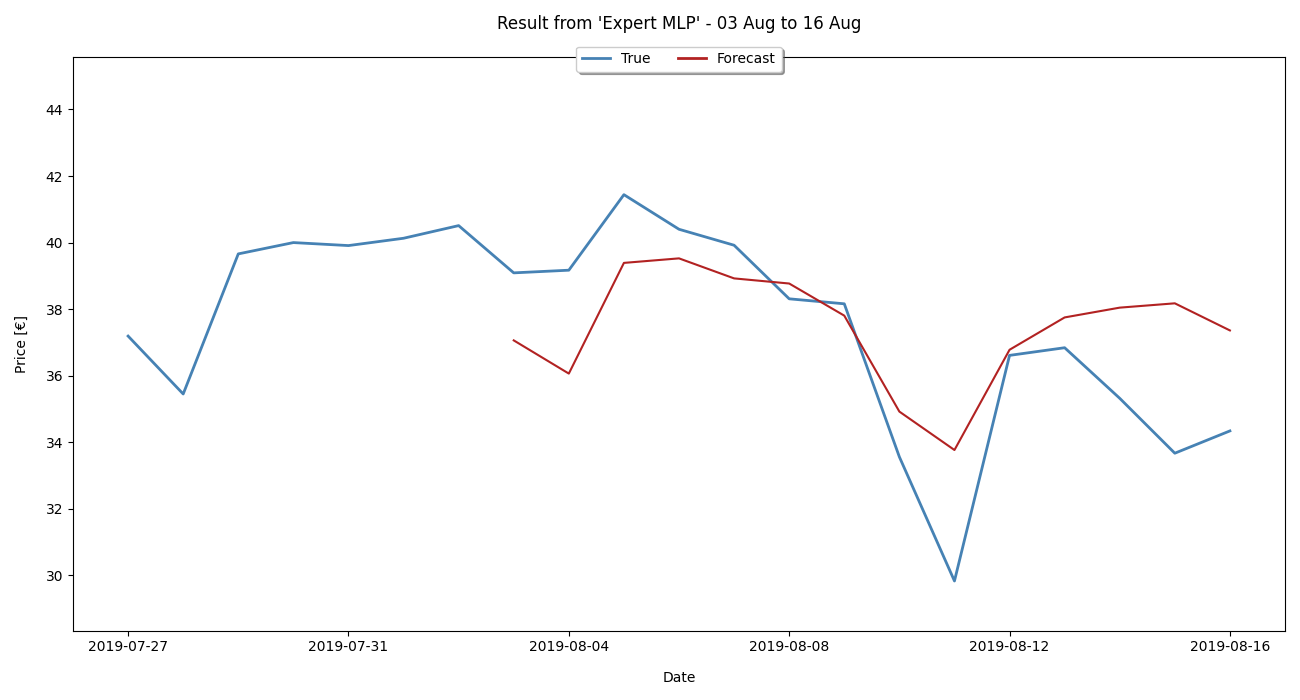 Result from 'Expert MLP' - 03 Aug to 16 Aug
True Forecast
44
42
40
38
36
34
32
30
Price [€]
2019-07-27 2019-07-31 2019-08-04 2019-08-08 2019-08-12 2019-08-16
Date